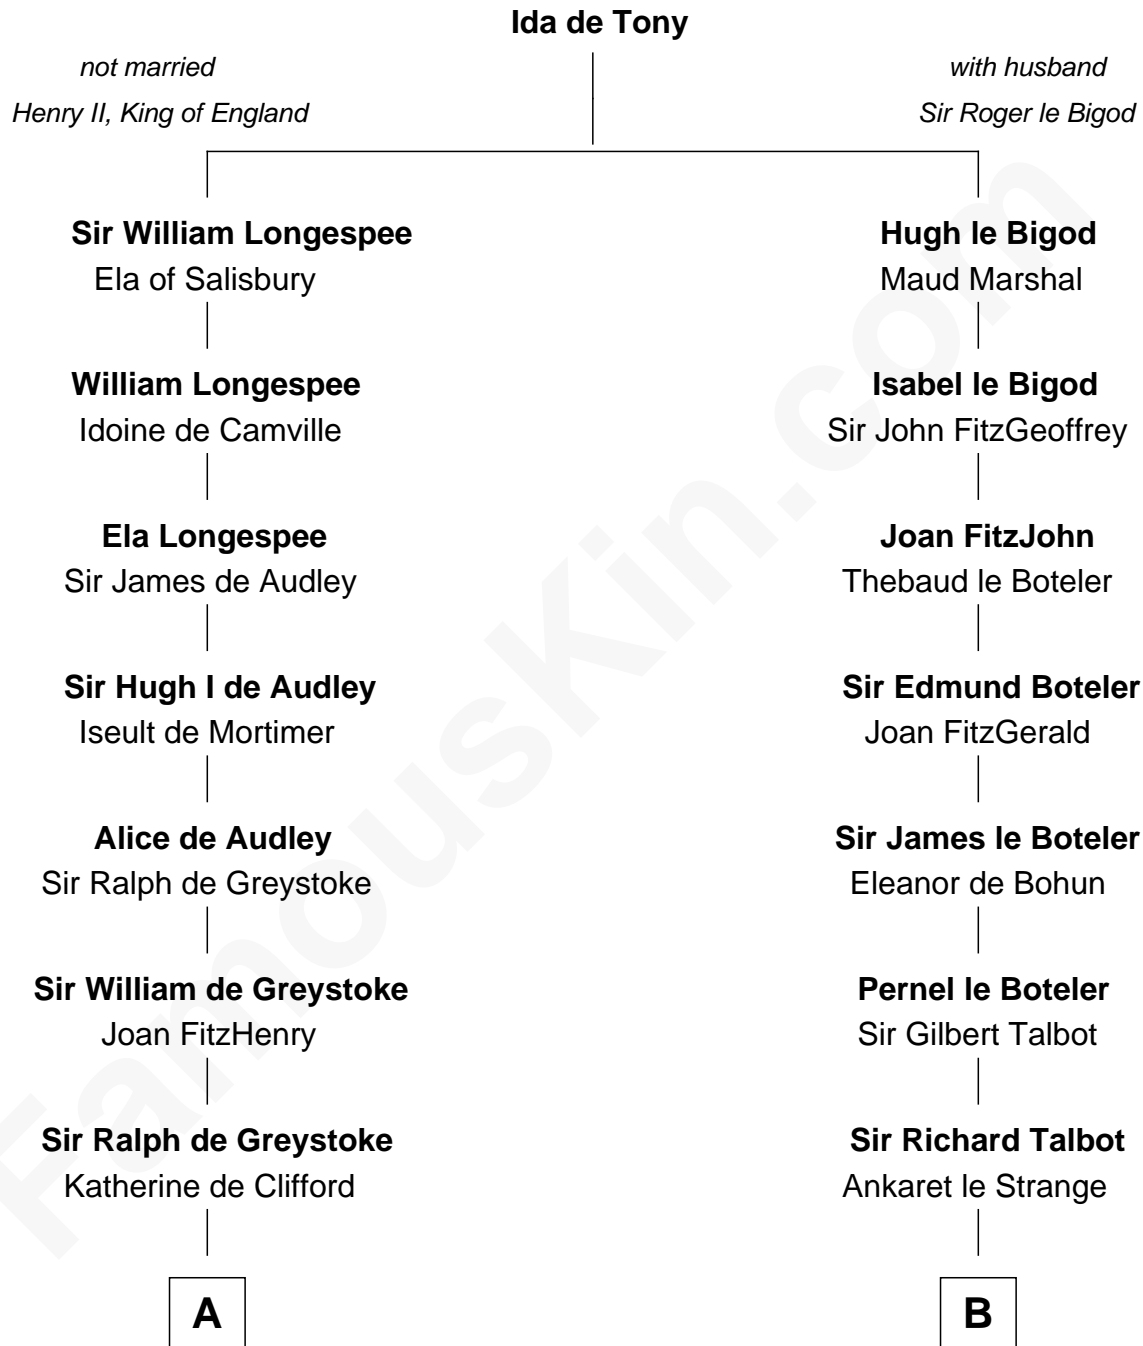 Ida de Tony
not married
Henry II, King of England
with husband
Sir Roger le Bigod
Sir William Longespee
Ela of Salisbury
Hugh le Bigod
Maud Marshal
William Longespee
Idoine de Camville
Isabel le Bigod
Sir John FitzGeoffrey
Ela Longespee
Sir James de Audley
Joan FitzJohn
Thebaud le Boteler
Sir Hugh I de Audley
Iseult de Mortimer
Sir Edmund Boteler
Joan FitzGerald
Alice de Audley
Sir Ralph de Greystoke
Sir James le Boteler
Eleanor de Bohun
Sir William de Greystoke
Joan FitzHenry
Pernel le Boteler
Sir Gilbert Talbot
Sir Ralph de Greystoke
Katherine de Clifford
Sir Richard Talbot
Ankaret le Strange
A
B
FamousKin.com